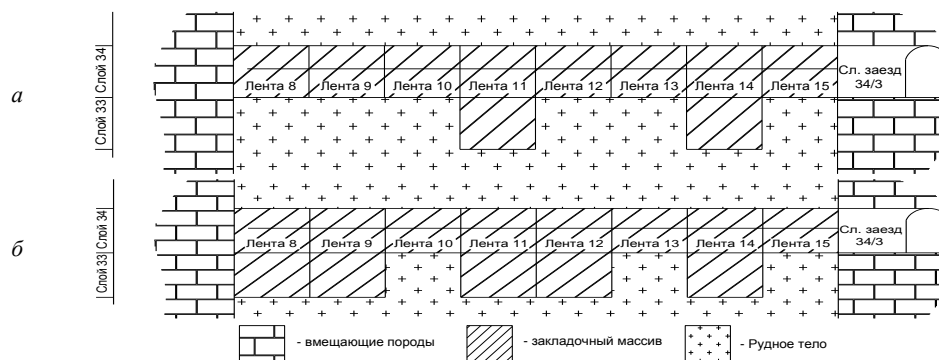 а
Слой 34
Слой 33
Лента 8 Лента 9 Лента 10 Лента 11 Лента 12 Лента 13 Лента 14 Лента 15
Сл. заезд
34/3
б
Слой 34
Слой 33
Лента 8 Лента 9 Лента 10 Лента 11 Лента 12 Лента 13 Лента 14 Лента 15
Сл. заезд
34/3
- вмещающие породы - закладочный массив - Рудное тело